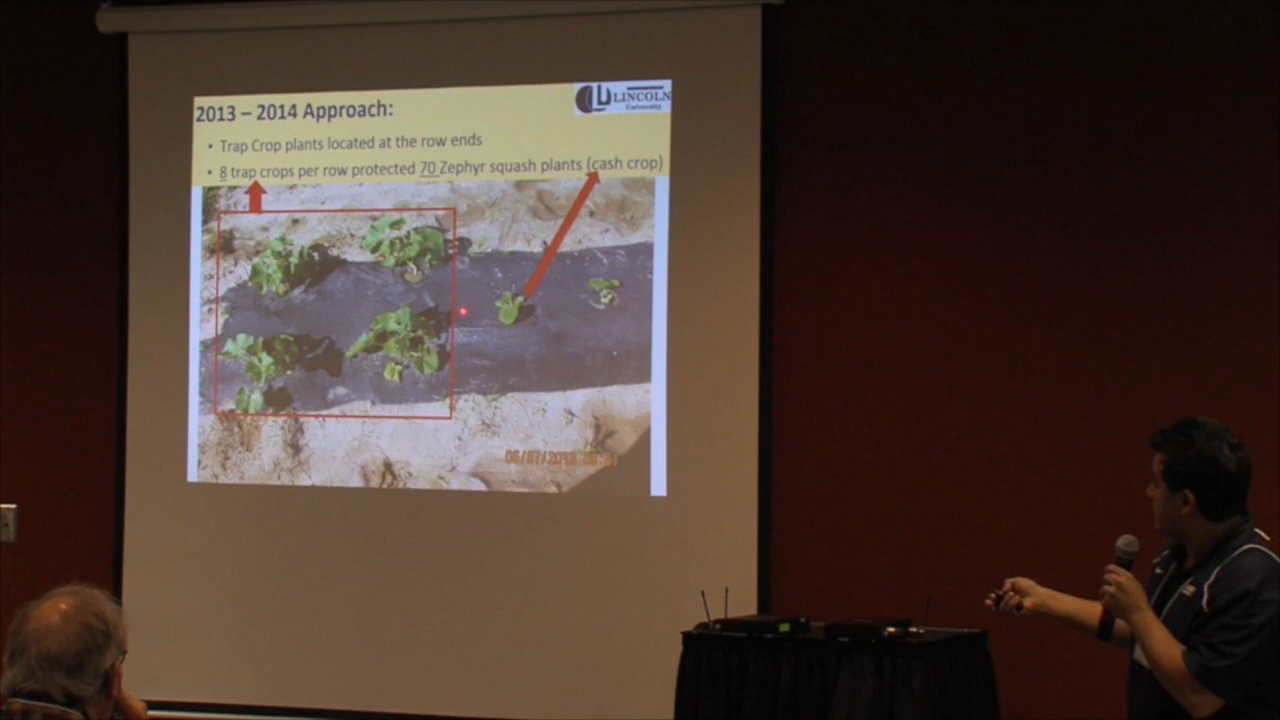 2013 – 2014 Approach:
LINCOLN
University
• Trap Crop plants located at the row ends
• 8 trap crops per row protected 70 Zephyr squash plants (cash crop)